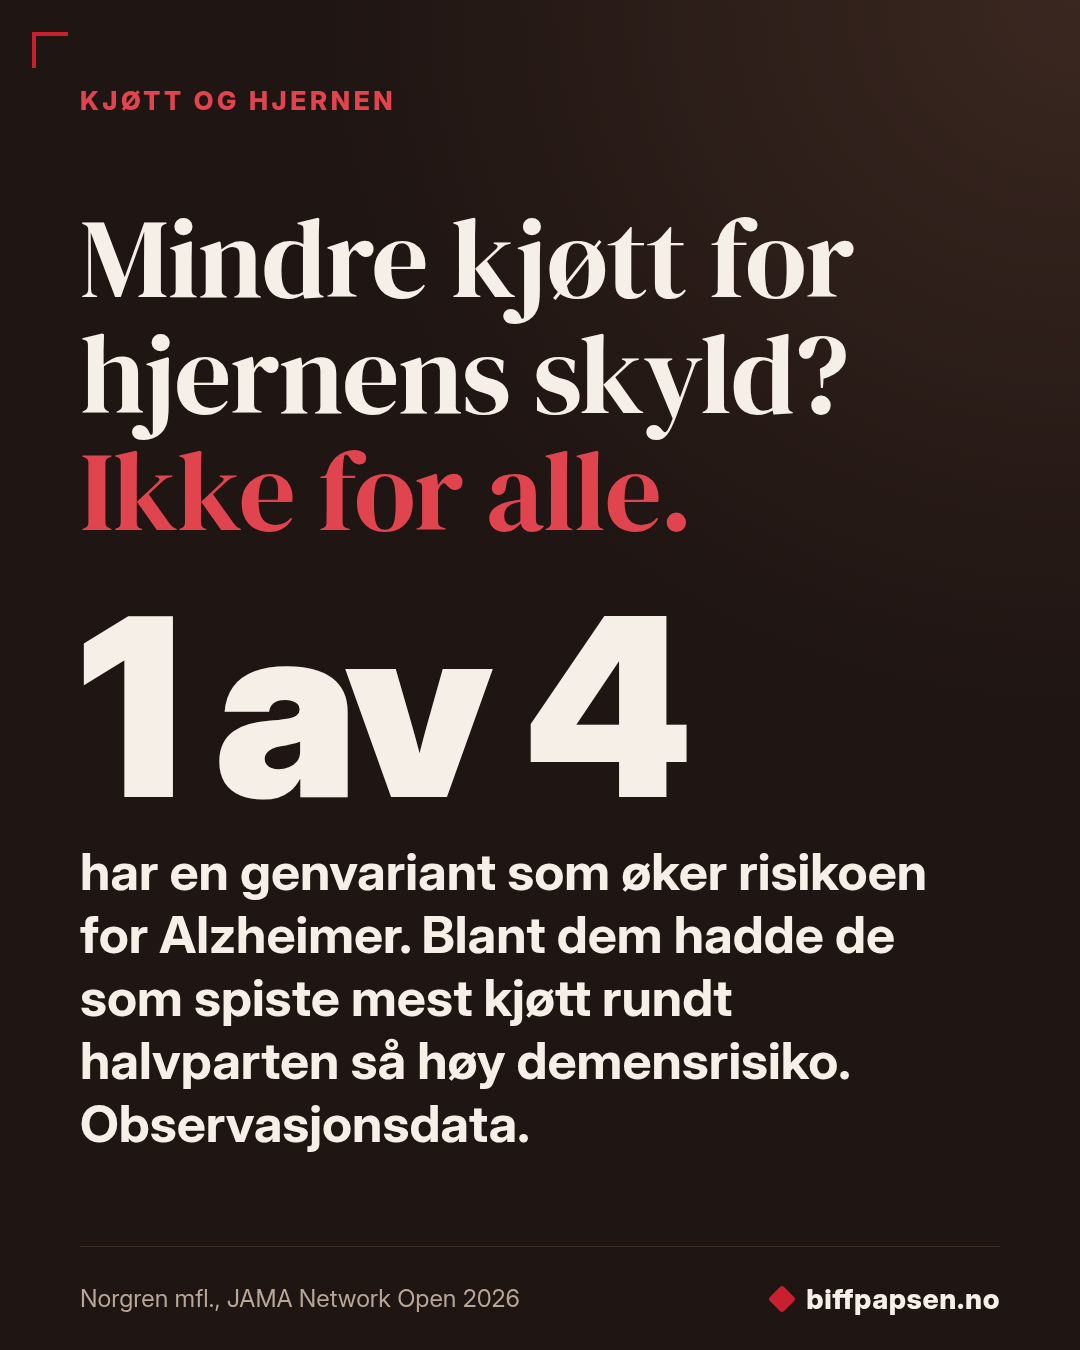 KJØTT OG HJERNEN
Mindre kjøtt for
hjernens skyld?
Ikke for alle.
1 av 4
har en genvariant som øker risikoen
for Alzheimer. Blant dem hadde de
som spiste mest kjøtt rundt
halvparten så høy demensrisiko.
Observasjonsdata.
Norgren mfl., JAMA Network Open 2026
biffpapsen.no